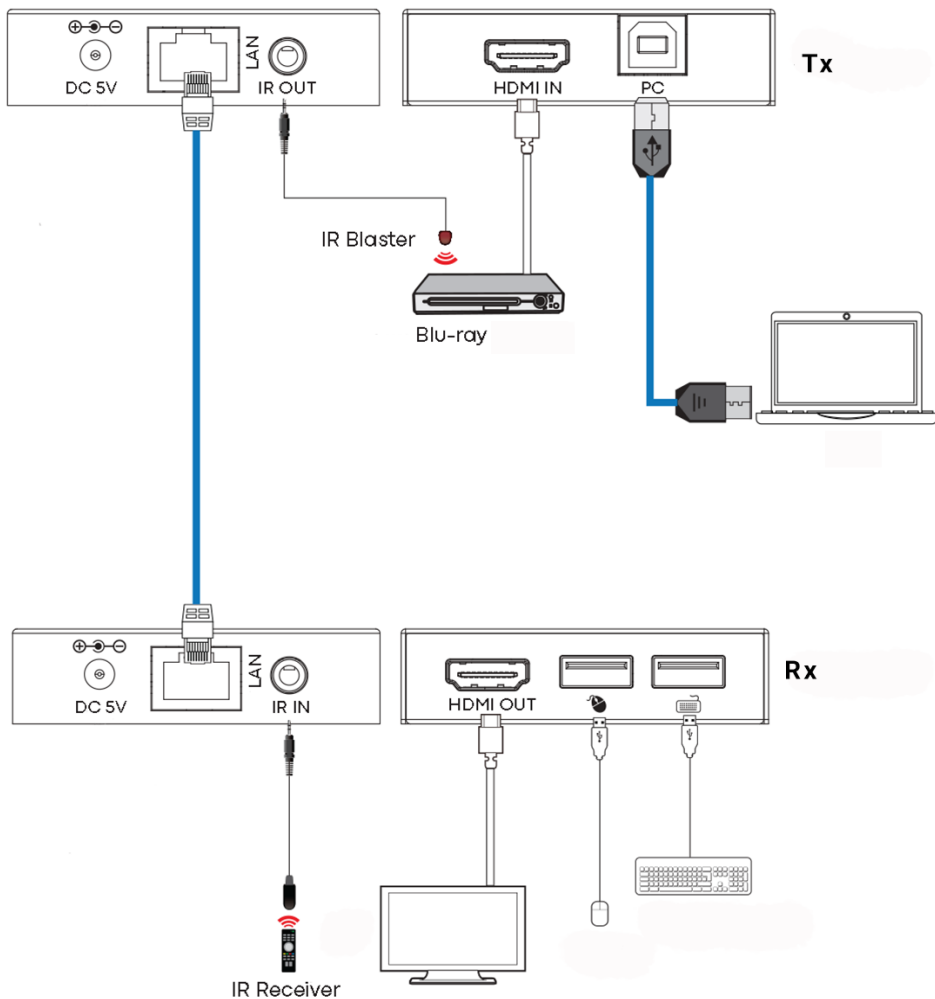 DC 5V
LAN
IR OUT
HDMI IN
PC
Tx
IR Blaster
Blu-ray
DC 5V
LAN
IR IN
HDMI OUT
Rx
IR Receiver